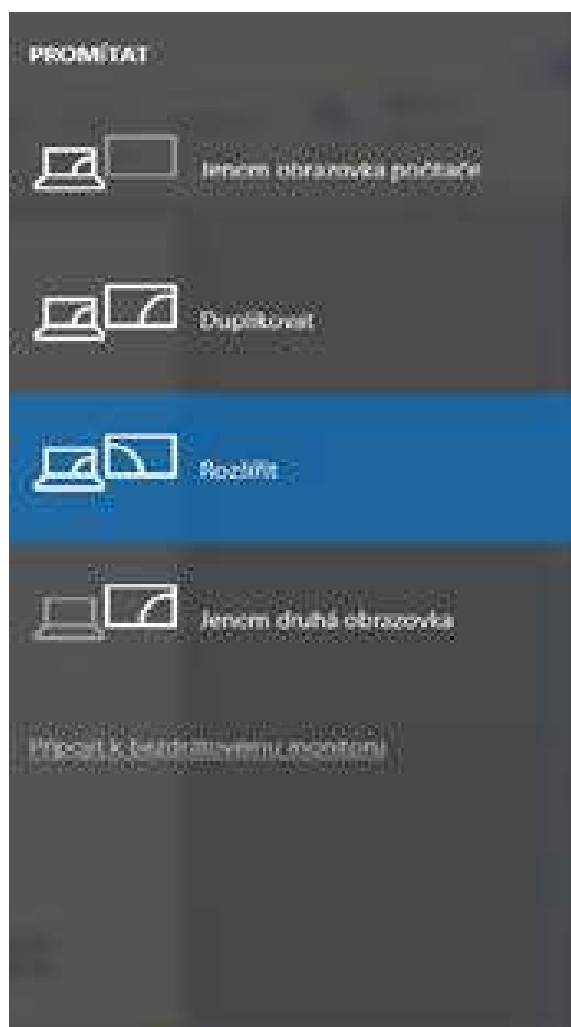 PROMÍTAT
Jenom obrazovka počítače
Duplikovat
Rozšířit
Jenom druhá obrazovka
Připojit k bezdrátovému monitoru